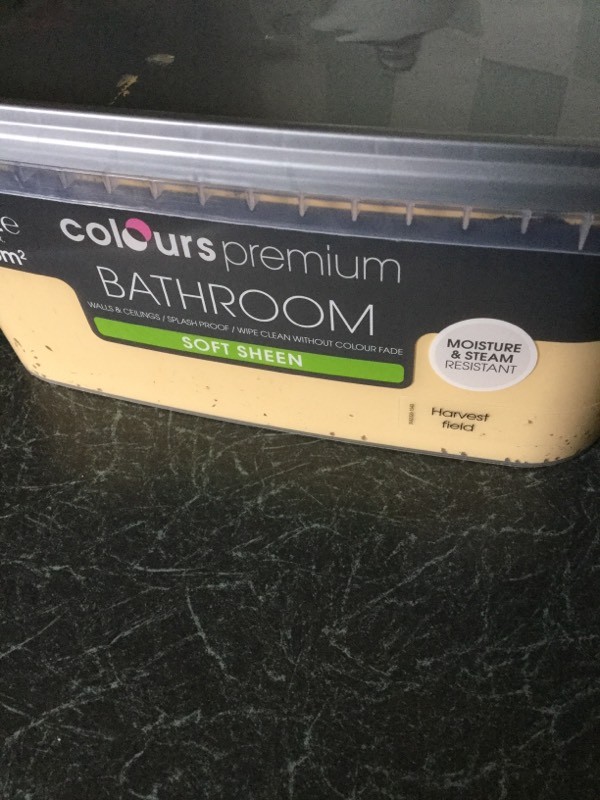 m²
colours premium
BATHROOM
WALLS & CEILINGS / SPLASH PROOF / WIPE CLEAN WITHOUT COLOUR FADE
SOFT SHEEN
MOISTURE
& STEAM
RESISTANT
Harvest
field